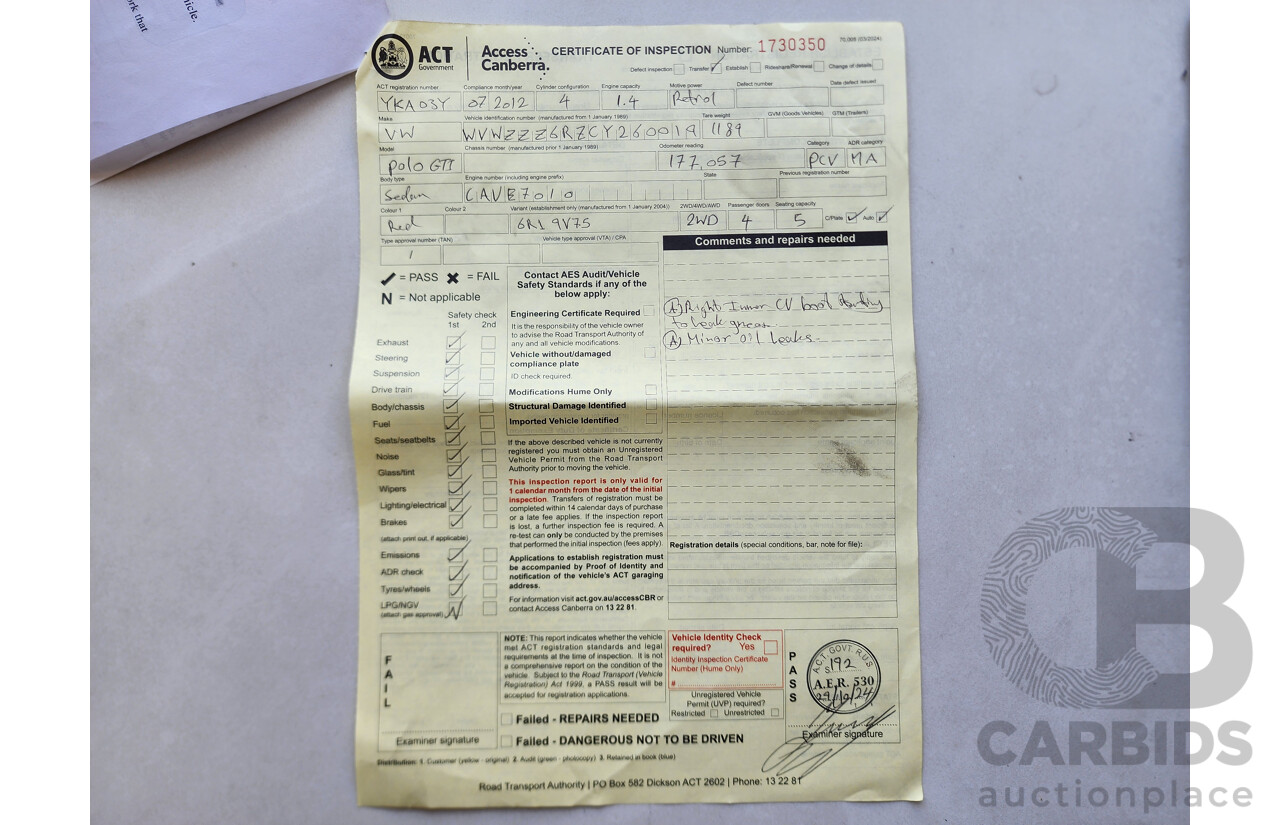 hicle.
ork that
ACT
Government
Access
Canberra.
CERTIFICATE OF INSPECTION Number: 1730350
70.008 (03/2024)
Defect inspection Transfer ✓ Establish Rideshare/Renewal Change of details
ACT registration number Compliance month/year Cylinder configuration Engine capacity Motive power Defect number Date defect issued
YKA03Y 07 2012 4 1.4 Petrol
Make Vehicle identification number (manufactured from 1 January 1989) Tare weight GVM (Goods Vehicles) GTM (Trailers)
VW WVWZZZ6RZCY260019 1189
Model Chassis number (manufactured prior 1 January 1989) Odometer reading Category ADR category
Polo GTI 177,057 PCV MA
Body type Engine number (including engine prefix) State Previous registration number
Sedan CAVE7010
Colour 1 Colour 2 Variant (establishment only (manufactured from 1 January 2004)) 2WD/4WD/AWD Passenger doors Seating capacity
Red 6R1 9V75 2WD 4 5 C/Plate ✓ Auto ✓
Type approval number (TAN) Vehicle type approval (VTA) / CPA
/
Comments and repairs needed
(A) Right Inner CV boot starting
to leak grease
(A) Minor oil leaks
✓ = PASS ✖ = FAIL
N = Not applicable
Safety check
1st 2nd
Exhaust ✓
Steering ✓
Suspension ✓
Drive train ✓
Body/chassis ✓
Fuel ✓
Seats/seatbelts ✓
Noise ✓
Glass/tint ✓
Wipers ✓
Lighting/electrical ✓
Brakes ✓
(attach print out, if applicable)
Emissions ✓
ADR check ✓
Tyres/wheels ✓
LPG/NGV N
(attach gas approval)
Contact AES Audit/Vehicle
Safety Standards if any of the
below apply:
Engineering Certificate Required
It is the responsibility of the vehicle owner
to advise the Road Transport Authority of
any and all vehicle modifications.
Vehicle without/damaged
compliance plate
ID check required.
Modifications Hume Only
Structural Damage Identified
Imported Vehicle Identified
If the above described vehicle is not currently
registered you must obtain an Unregistered
Vehicle Permit from the Road Transport
Authority prior to moving the vehicle.
This inspection report is only valid for
1 calendar month from the date of the initial
inspection. Transfers of registration must be
completed within 14 calendar days of purchase
or a late fee applies. If the inspection report
is lost, a further inspection fee is required. A
re-test can only be conducted by the premises
that performed the initial inspection (fees apply).
Applications to establish registration must
be accompanied by Proof of Identity and
notification of the vehicle's ACT garaging
address.
For information visit act.gov.au/accessCBR or
contact Access Canberra on 13 22 81.
Registration details (special conditions, bar, note for file):
FAIL
Examiner signature
NOTE: This report indicates whether the vehicle
met ACT registration standards and legal
requirements at the time of inspection. It is not
a comprehensive report on the condition of the
vehicle. Subject to the Road Transport (Vehicle
Registration) Act 1999, a PASS result will be
accepted for registration applications.
Failed - REPAIRS NEEDED
Failed - DANGEROUS NOT TO BE DRIVEN
Vehicle Identity Check
required? Yes
Identity Inspection Certificate
Number (Hume Only)
#
Unregistered Vehicle
Permit (UVP) required?
Restricted Unrestricted
PASS
A.C.T. GOVT. R.U.S.
S192
A.E.R. 530
Examiner signature
Distribution: 1. Customer (yellow - original) 2. Audit (green - photocopy) 3. Retained in book (blue)
Road Transport Authority | PO Box 582 Dickson ACT 2602 | Phone: 13 22 81
CB
CARBIDS
auctionplace